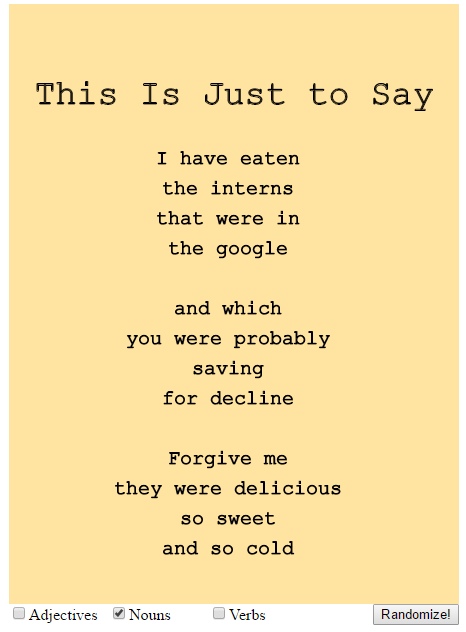 This Is Just to Say
I have eaten
the interns
that were in
the google
and which
you were probably
saving
for decline
Forgive me
they were delicious
so sweet
and so cold
Adjectives Nouns Verbs Randomize!